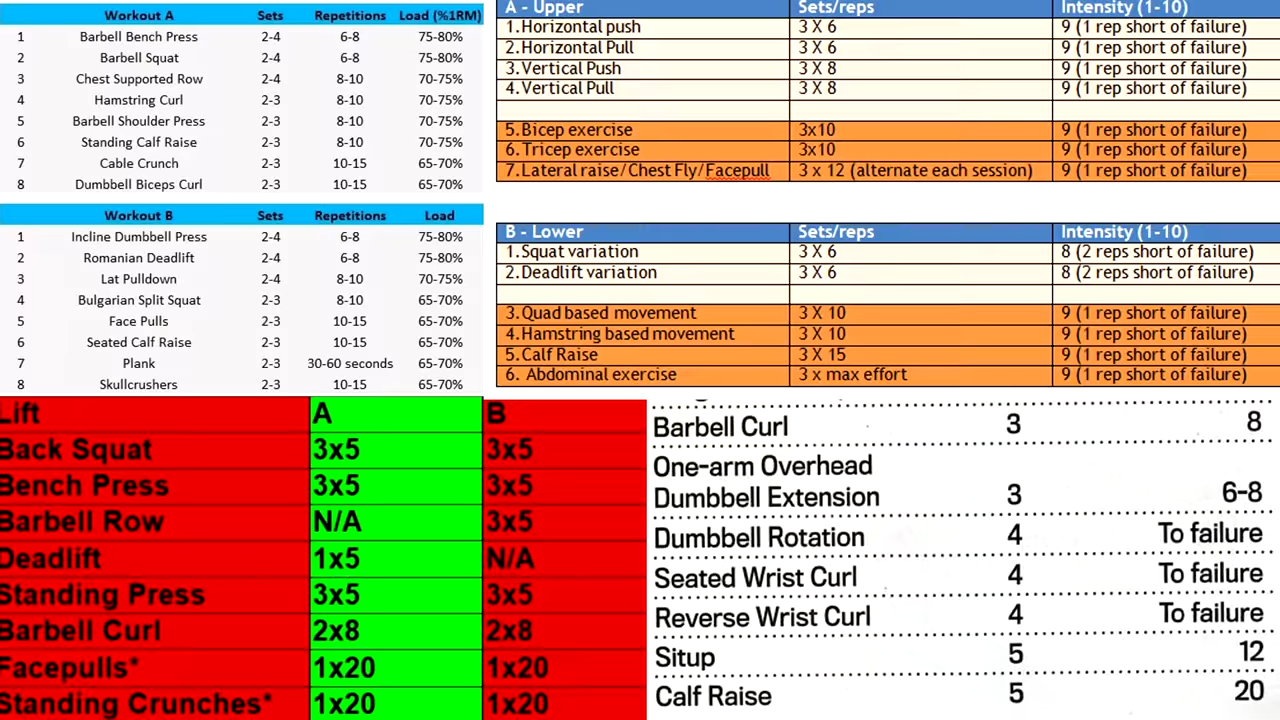 Workout A Sets Repetitions Load (%1RM)
1 Barbell Bench Press 2-4 6-8 75-80%
2 Barbell Squat 2-4 6-8 75-80%
3 Chest Supported Row 2-4 8-10 70-75%
4 Hamstring Curl 2-3 8-10 70-75%
5 Barbell Shoulder Press 2-3 8-10 70-75%
6 Standing Calf Raise 2-3 8-10 70-75%
7 Cable Crunch 2-3 10-15 65-70%
8 Dumbbell Biceps Curl 2-3 10-15 65-70%
Workout B Sets Repetitions Load
1 Incline Dumbbell Press 2-4 6-8 75-80%
2 Romanian Deadlift 2-4 6-8 75-80%
3 Lat Pulldown 2-4 8-10 70-75%
4 Bulgarian Split Squat 2-3 8-10 65-70%
5 Face Pulls 2-3 10-15 65-70%
6 Seated Calf Raise 2-3 10-15 65-70%
7 Plank 2-3 30-60 seconds 65-70%
8 Skullcrushers 2-3 10-15 65-70%
A - Upper Sets/reps Intensity (1-10)
1.Horizontal push 3 X 6 9 (1 rep short of failure)
2.Horizontal Pull 3 X 6 9 (1 rep short of failure)
3.Vertical Push 3 X 8 9 (1 rep short of failure)
4.Vertical Pull 3 X 8 9 (1 rep short of failure)
5.Bicep exercise 3x10 9 (1 rep short of failure)
6.Tricep exercise 3x10 9 (1 rep short of failure)
7.Lateral raise/Chest Fly/Facepull 3 x 12 (alternate each session) 9 (1 rep short of failure)
B - Lower Sets/reps Intensity (1-10)
1.Squat variation 3 X 6 8 (2 reps short of failure)
2.Deadlift variation 3 X 6 8 (2 reps short of failure)
3.Quad based movement 3 X 10 9 (1 rep short of failure)
4.Hamstring based movement 3 X 10 9 (1 rep short of failure)
5.Calf Raise 3 X 15 9 (1 rep short of failure)
6. Abdominal exercise 3 x max effort 9 (1 rep short of failure)
Lift A B
Back Squat 3x5 3x5
Bench Press 3x5 3x5
Barbell Row N/A 3x5
Deadlift 1x5 N/A
Standing Press 3x5 3x5
Barbell Curl 2x8 2x8
Facepulls* 1x20 1x20
Standing Crunches* 1x20 1x20
Barbell Curl 3 8
One-arm Overhead
Dumbbell Extension 3 6-8
Dumbbell Rotation 4 To failure
Seated Wrist Curl 4 To failure
Reverse Wrist Curl 4 To failure
Situp 5 12
Calf Raise 5 20